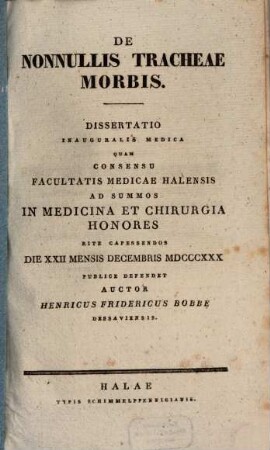 DE
NONNULLIS TRACHEAE
MORBIS.
DISSERTATIO
INAUGURALIS MEDICA
QUAM
CONSENSU
FACULTATIS MEDICAE HALENSIS
AD SUMMOS
IN MEDICINA ET CHIRURGIA
HONORES
RITE CAPESSENDOS
DIE XXII MENSIS DECEMBRIS MDCCCXXX
PUBLICE DEFENDET
AUCTOR
HENRICUS FRIDERICUS BOBBE
DESSAVIENSIS.
HALAE
TYPIS SCHIMMELPFENNIGIANIS.